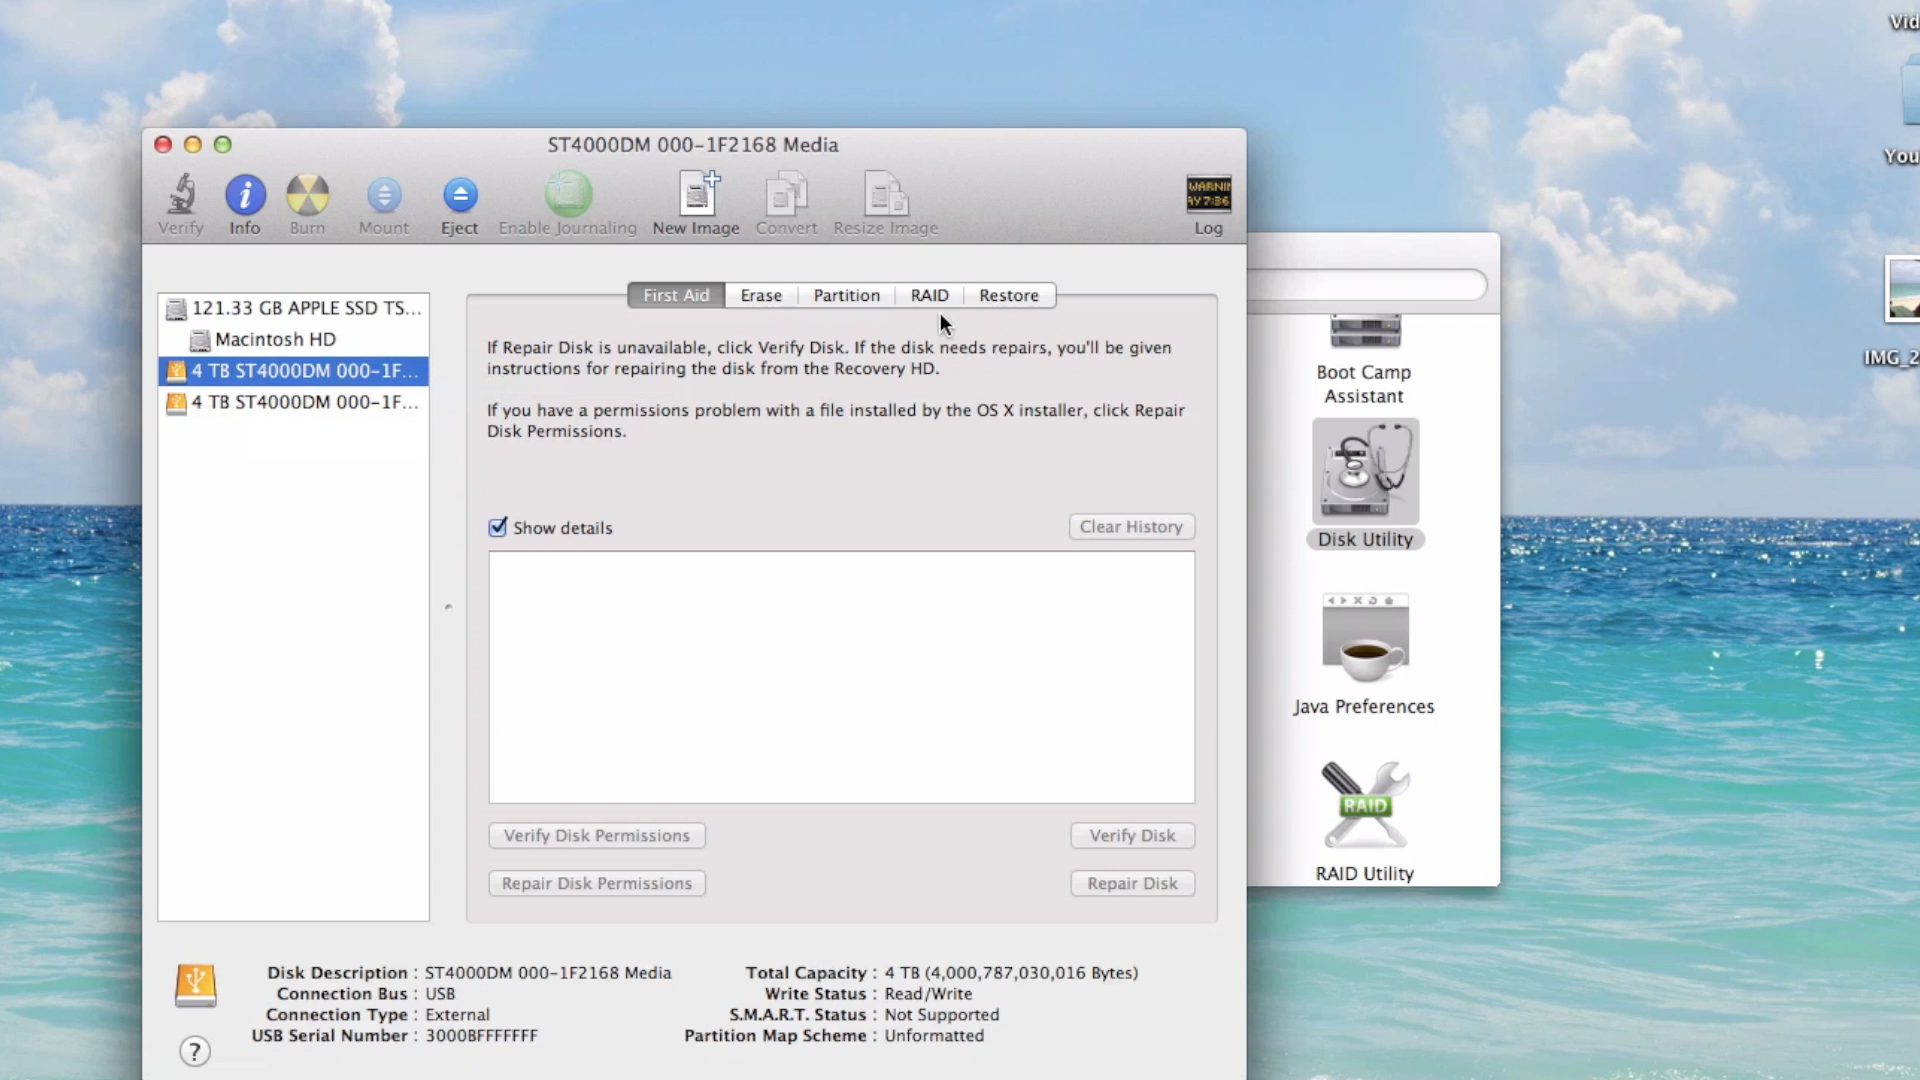 Vid
You
IMG_2
ST4000DM 000-1F2168 Media
Verify
Info
Burn
Mount
Eject
Enable Journaling
New Image
Convert
Resize Image
WARNI
AY 7:36
Log
First Aid
Erase
Partition
RAID
Restore
121.33 GB APPLE SSD TS...
Macintosh HD
4 TB ST4000DM 000-1F...
4 TB ST4000DM 000-1F...
If Repair Disk is unavailable, click Verify Disk. If the disk needs repairs, you'll be given
instructions for repairing the disk from the Recovery HD.
If you have a permissions problem with a file installed by the OS X installer, click Repair
Disk Permissions.
Show details
Clear History
Verify Disk Permissions
Verify Disk
Repair Disk Permissions
Repair Disk
Disk Description : ST4000DM 000-1F2168 Media
Connection Bus : USB
Connection Type : External
USB Serial Number : 3000BFFFFFFF
Total Capacity : 4 TB (4,000,787,030,016 Bytes)
Write Status : Read/Write
S.M.A.R.T. Status : Not Supported
Partition Map Scheme : Unformatted
?
Boot Camp
Assistant
Disk Utility
Java Preferences
RAID
RAID Utility